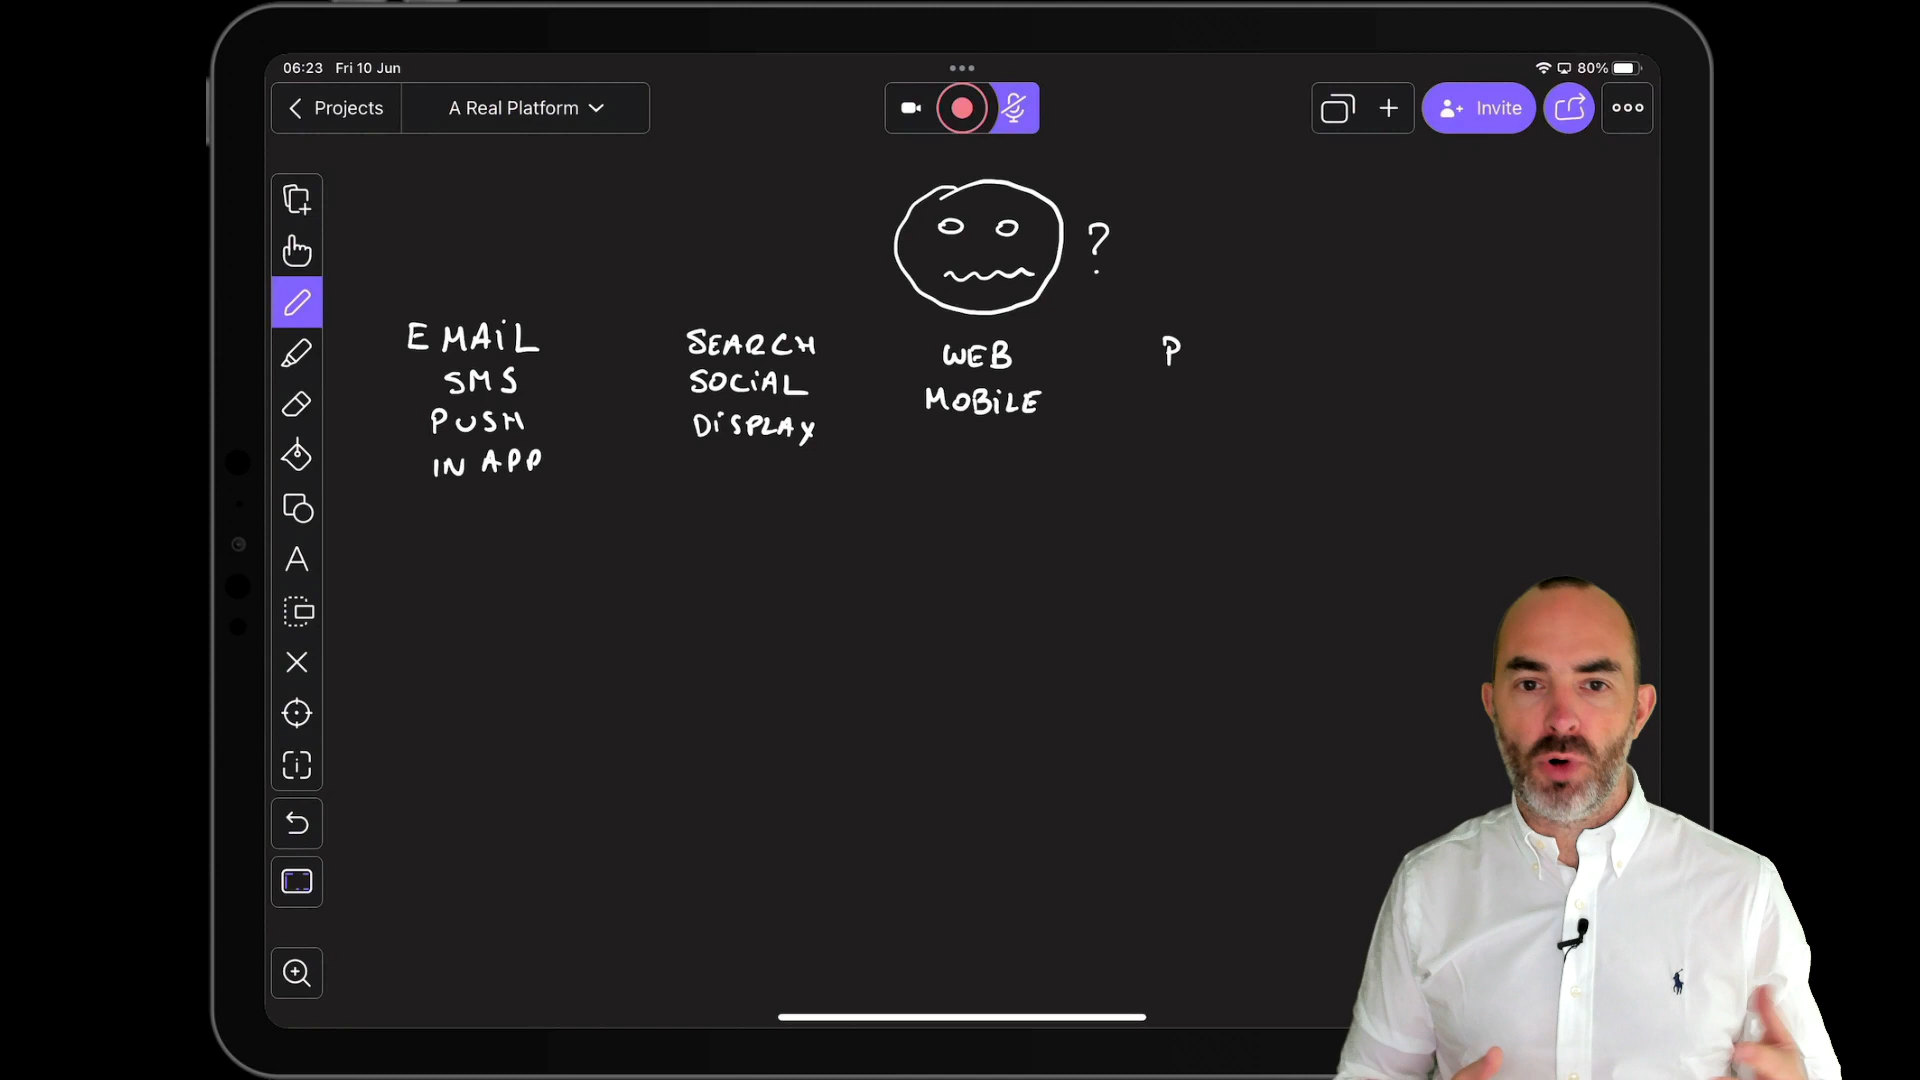 06:23 Fri 10 Jun
80%
Projects
A Real Platform
Invite
?
EMAiL
SMS
PUSH
IN APP
SEARCH
SOCiAL
DiSPLAY
WEB
MOBiLE
P
A